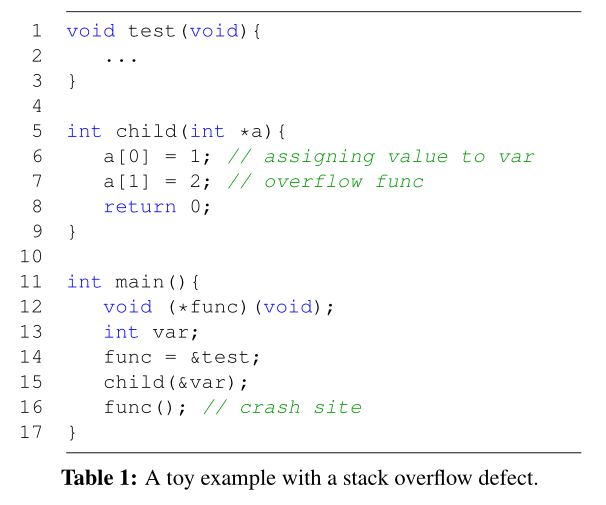 1 void test(void){
2    ...
3 }
4
5 int child(int *a){
6    a[0] = 1; // assigning value to var
7    a[1] = 2; // overflow func
8    return 0;
9 }
10
11 int main(){
12    void (*func)(void);
13    int var;
14    func = &test;
15    child(&var);
16    func(); // crash site
17 }
Table 1: A toy example with a stack overflow defect.